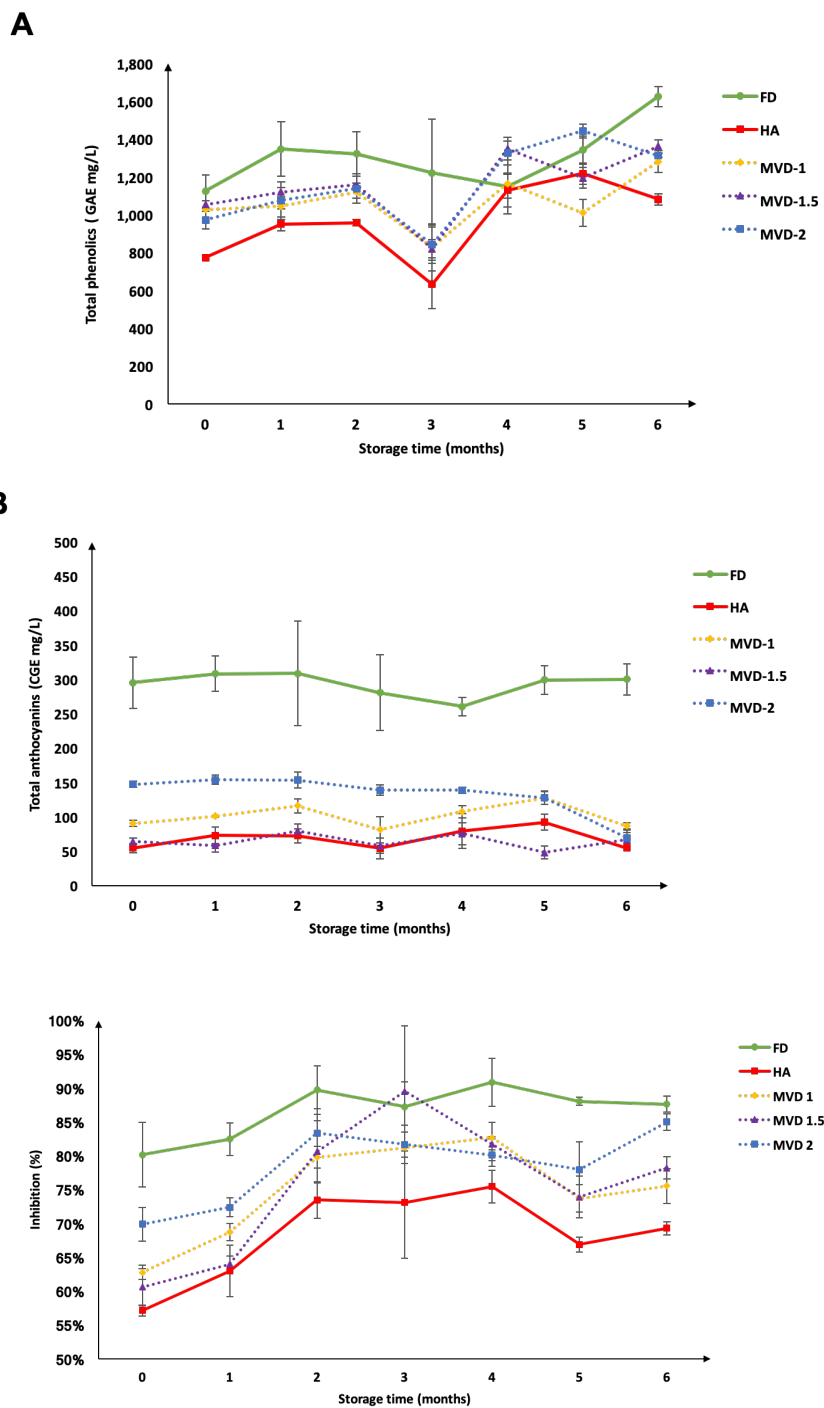 A
Total phenolics ( GAE mg/L)
1,800
1,600
1,400
1,200
1,000
800
600
400
200
0
0 1 2 3 4 5 6
Storage time (months)
FD
HA
MVD-1
MVD-1.5
MVD-2
B
Total anthocyanins (CGE mg/L)
500
450
400
350
300
250
200
150
100
50
0
0 1 2 3 4 5 6
Storage time (months)
FD
HA
MVD-1
MVD-1.5
MVD-2
Inhibition (%)
100%
95%
90%
85%
80%
75%
70%
65%
60%
55%
50%
0 1 2 3 4 5 6
Storage time (months)
FD
HA
MVD 1
MVD 1.5
MVD 2